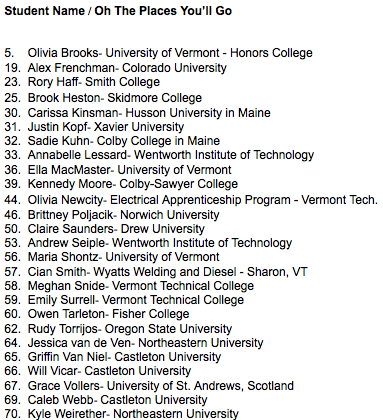 Student Name / Oh The Places You'll Go
5. Olivia Brooks- University of Vermont - Honors College
19. Alex Frenchman- Colorado University
23. Rory Haff- Smith College
25. Brook Heston- Skidmore College
30. Carissa Kinsman- Husson University in Maine
31. Justin Kopf- Xavier University
32. Sadie Kuhn- Colby College in Maine
33. Annabelle Lessard- Wentworth Institute of Technology
36. Ella MacMaster- University of Vermont
39. Kennedy Moore- Colby-Sawyer College
44. Olivia Newcity- Electrical Apprenticeship Program - Vermont Tech.
46. Brittney Poljacik- Norwich University
50. Claire Saunders- Drew University
53. Andrew Seiple- Wentworth Institute of Technology
56. Maria Shontz- University of Vermont
57. Cian Smith- Wyatts Welding and Diesel - Sharon, VT
58. Meghan Snide- Vermont Technical College
59. Emily Surrell- Vermont Technical College
60. Owen Tarleton- Fisher College
62. Rudy Torrijos- Oregon State University
64. Jessica van de Ven- Northeastern University
65. Griffin Van Niel- Castleton University
66. Will Vicar- Castleton University
67. Grace Vollers- University of St. Andrews, Scotland
69. Caleb Webb- Castleton University
70. Kyle Weirether- Northeastern University